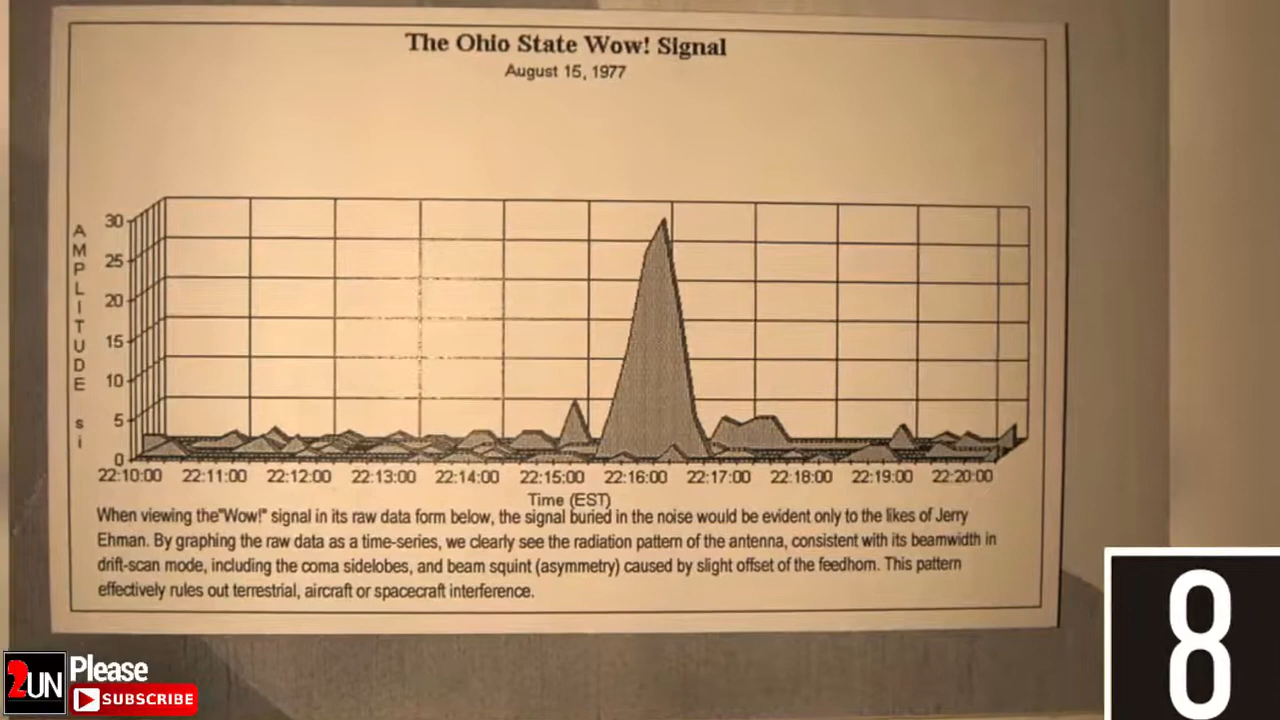 The Ohio State Wow! Signal
August 15, 1977
AMPLITUDE si
30
25
20
15
10
5
0
22:10:00 22:11:00 22:12:00 22:13:00 22:14:00 22:15:00 22:16:00 22:17:00 22:18:00 22:19:00 22:20:00
Time (EST)
When viewing the"Wow!" signal in its raw data form below, the signal buried in the noise would be evident only to the likes of Jerry
Ehman. By graphing the raw data as a time-series, we clearly see the radiation pattern of the antenna, consistent with its beamwidth in
drift-scan mode, including the coma sidelobes, and beam squint (asymmetry) caused by slight offset of the feedhorn. This pattern
effectively rules out terrestrial, aircraft or spacecraft interference.
8
2UN Please
SUBSCRIBE